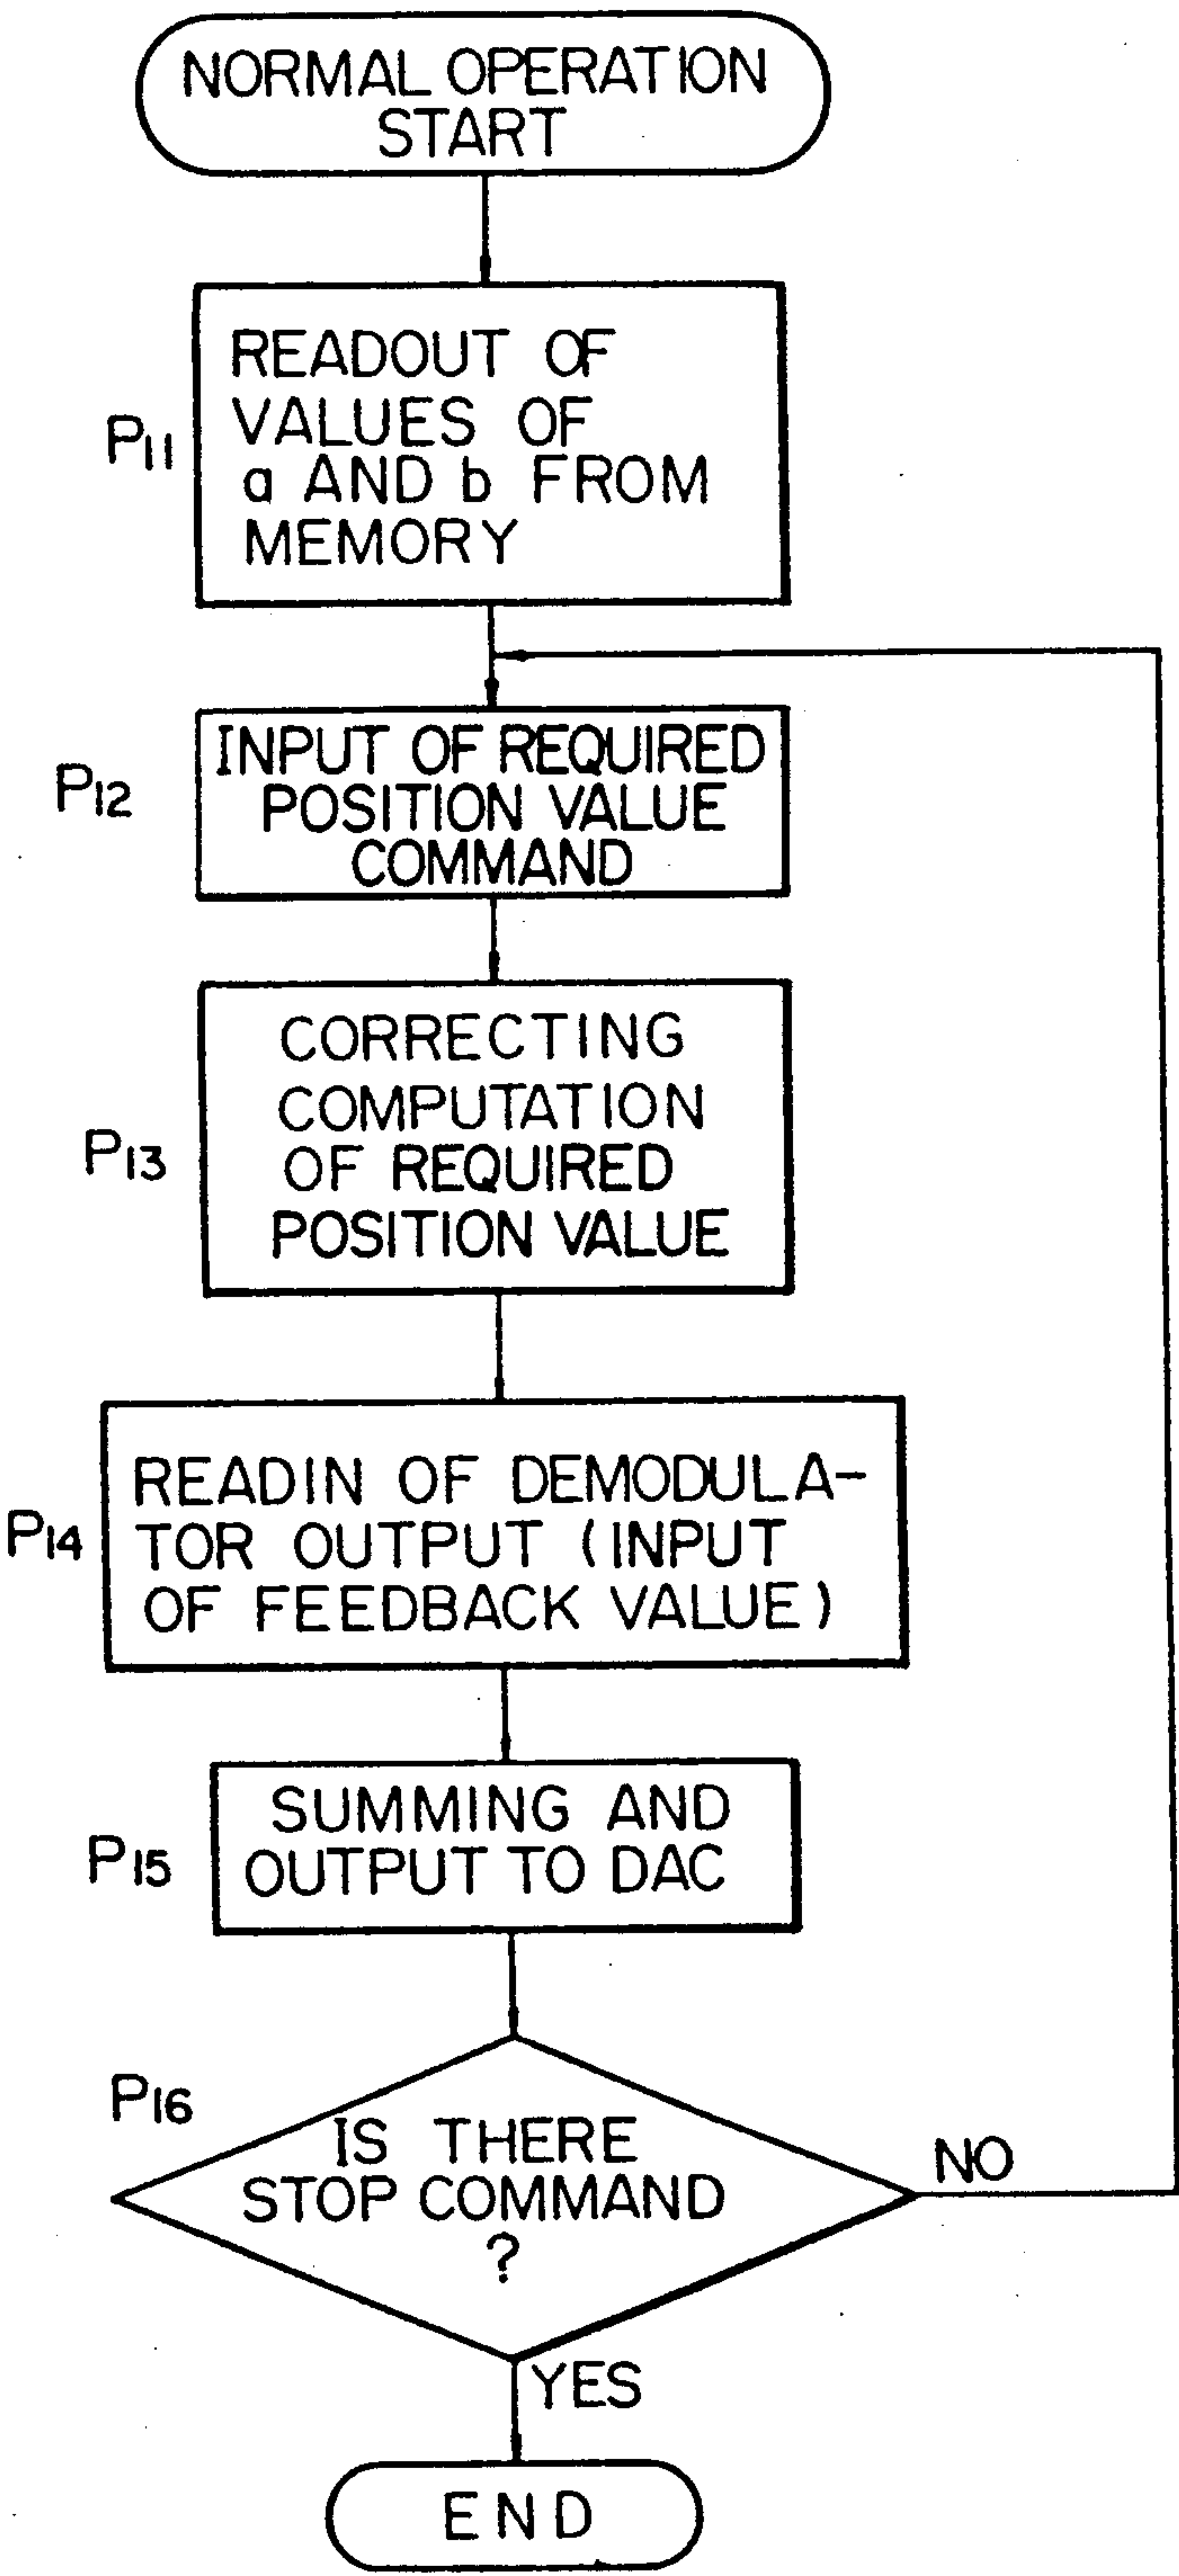 NORMAL OPERATION
START
READOUT OF
VALUES OF
P11
a AND b FROM
MEMORY
INPUT OF REQUIRED
P12
POSITION VALUE
COMMAND
CORRECTING
COMPUTATION
P13
OF REQUIRED
POSITION VALUE
READIN OF DEMODULA-
P14
TOR OUTPUT (INPUT
OF FEEDBACK VALUE)
SUMMING AND
P15
OUTPUT TO DAC
P16
IS THERE
STOP COMMAND
?
NO
YES
END